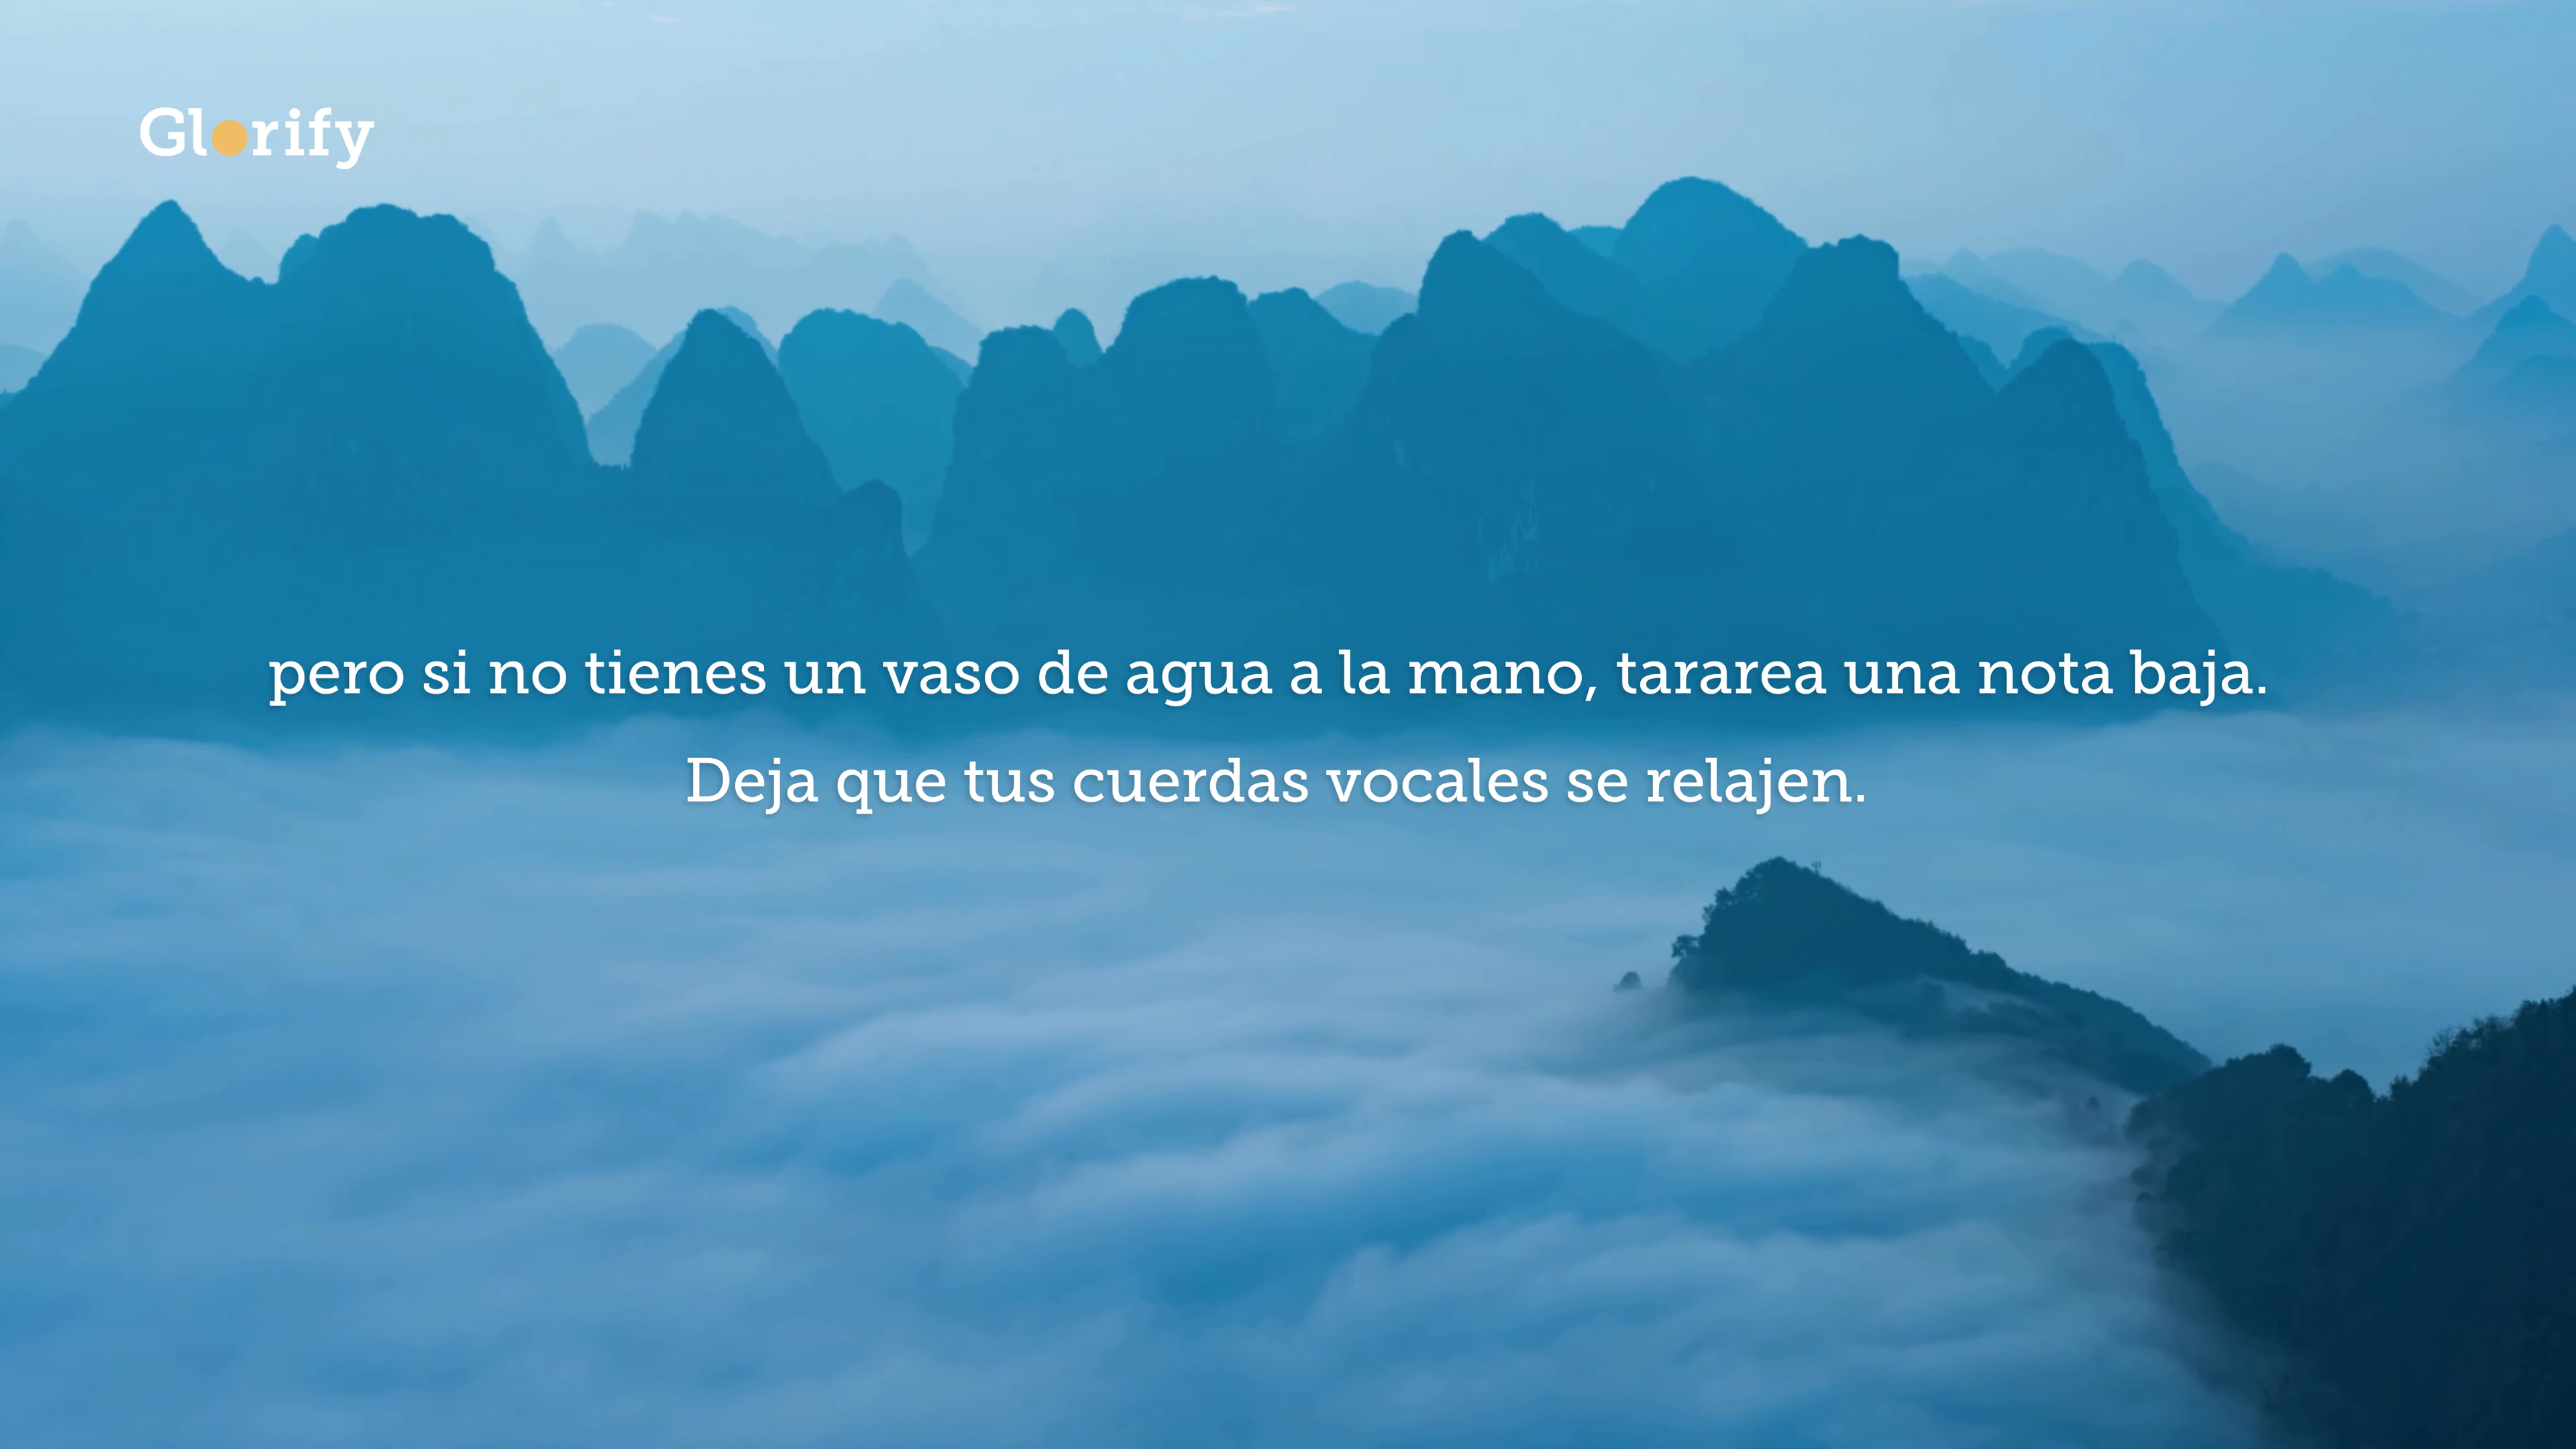 Glorify
pero si no tienes un vaso de agua a la mano, tararea una nota baja.
Deja que tus cuerdas vocales se relajen.